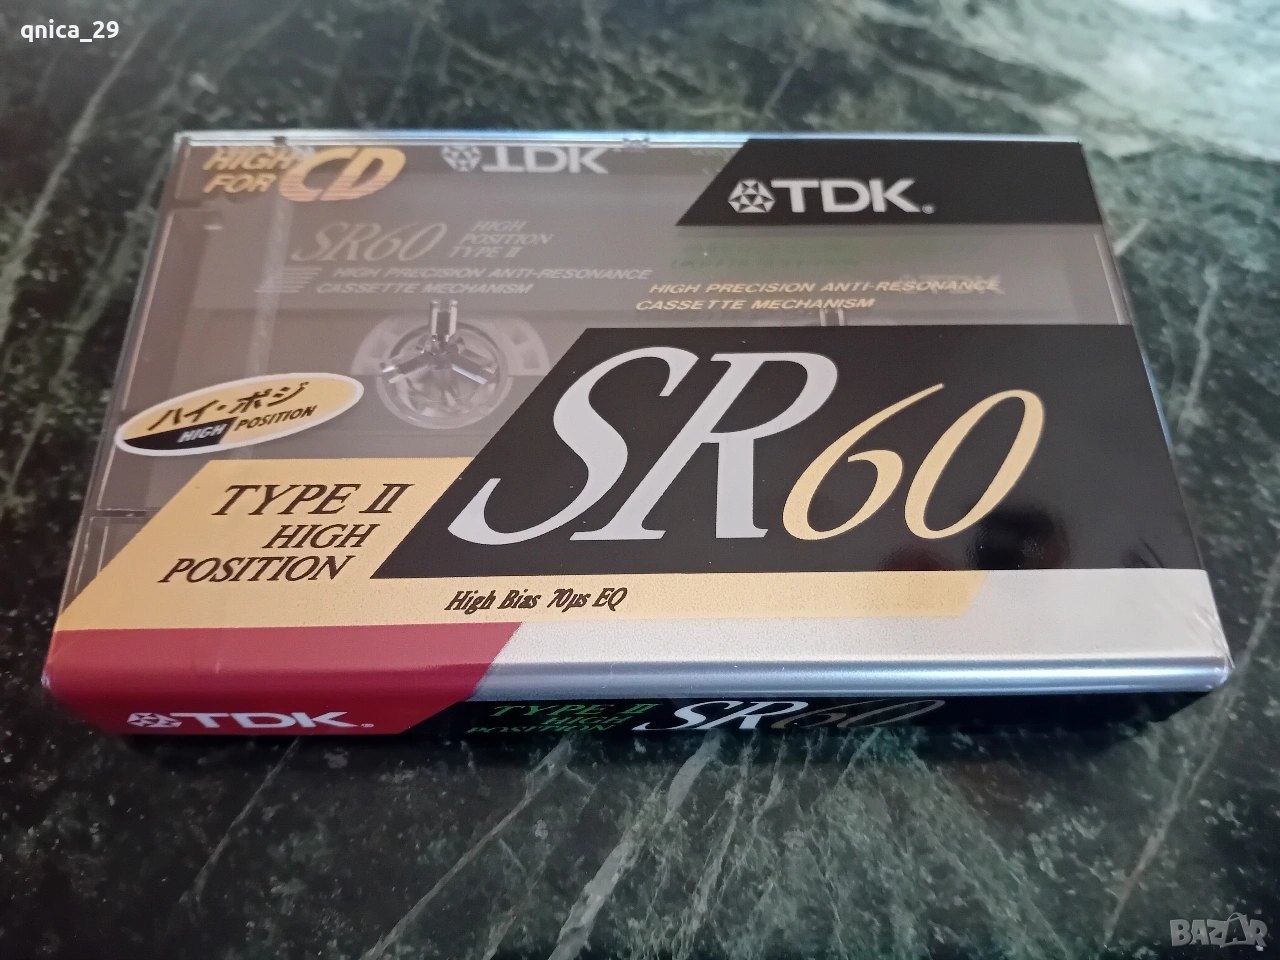 qnica_29
HIGH
FOR CD
TDK
TDK
SR60
HIGH
POSITION
TYPE II
HIGH PRECISION ANTI-RESONANCE
CASSETTE MECHANISM
TDK
HIGH PRECISION ANTI-RESONANCE
CASSETTE MECHANISM
ハイ・ポジ
HIGH POSITION
SR60
TYPE II
HIGH
POSITION
High Bias 70μs EQ
TDK
TYPE II
HIGH
POSITION
SR60
BAZAR